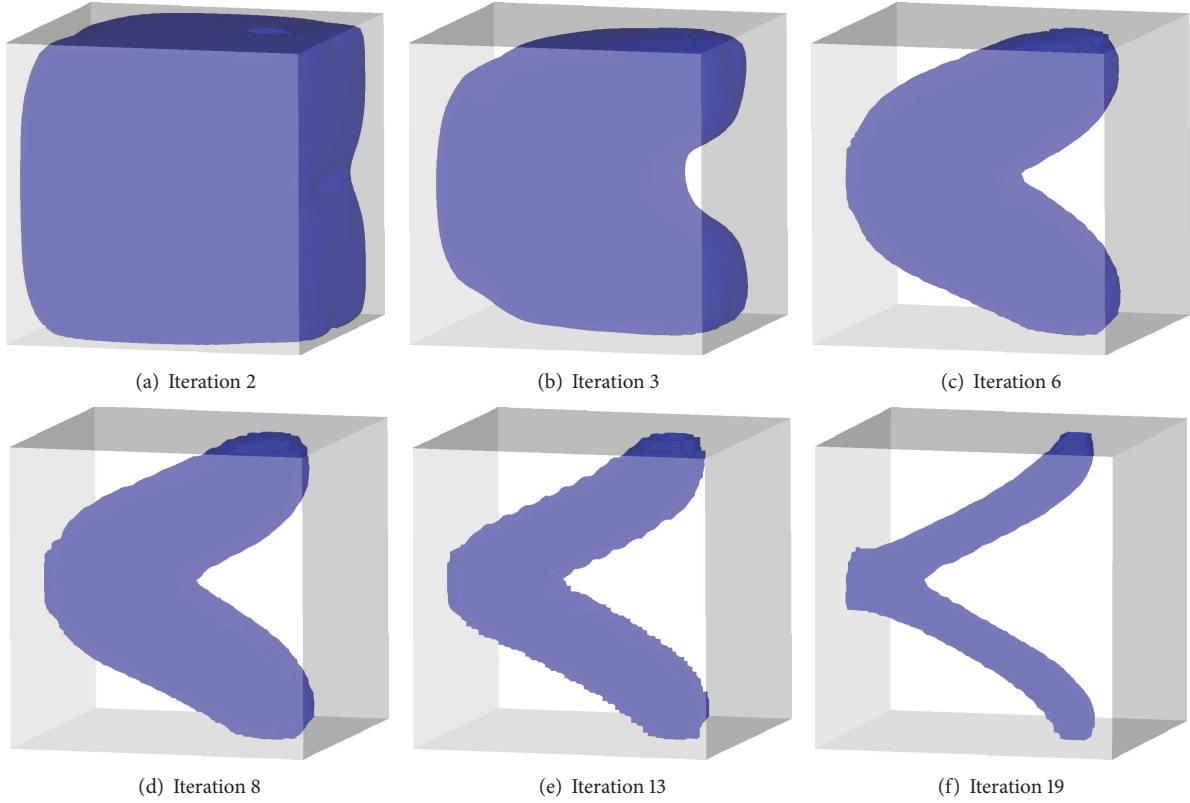 (a) Iteration 2
(b) Iteration 3
(c) Iteration 6
(d) Iteration 8
(e) Iteration 13
(f) Iteration 19